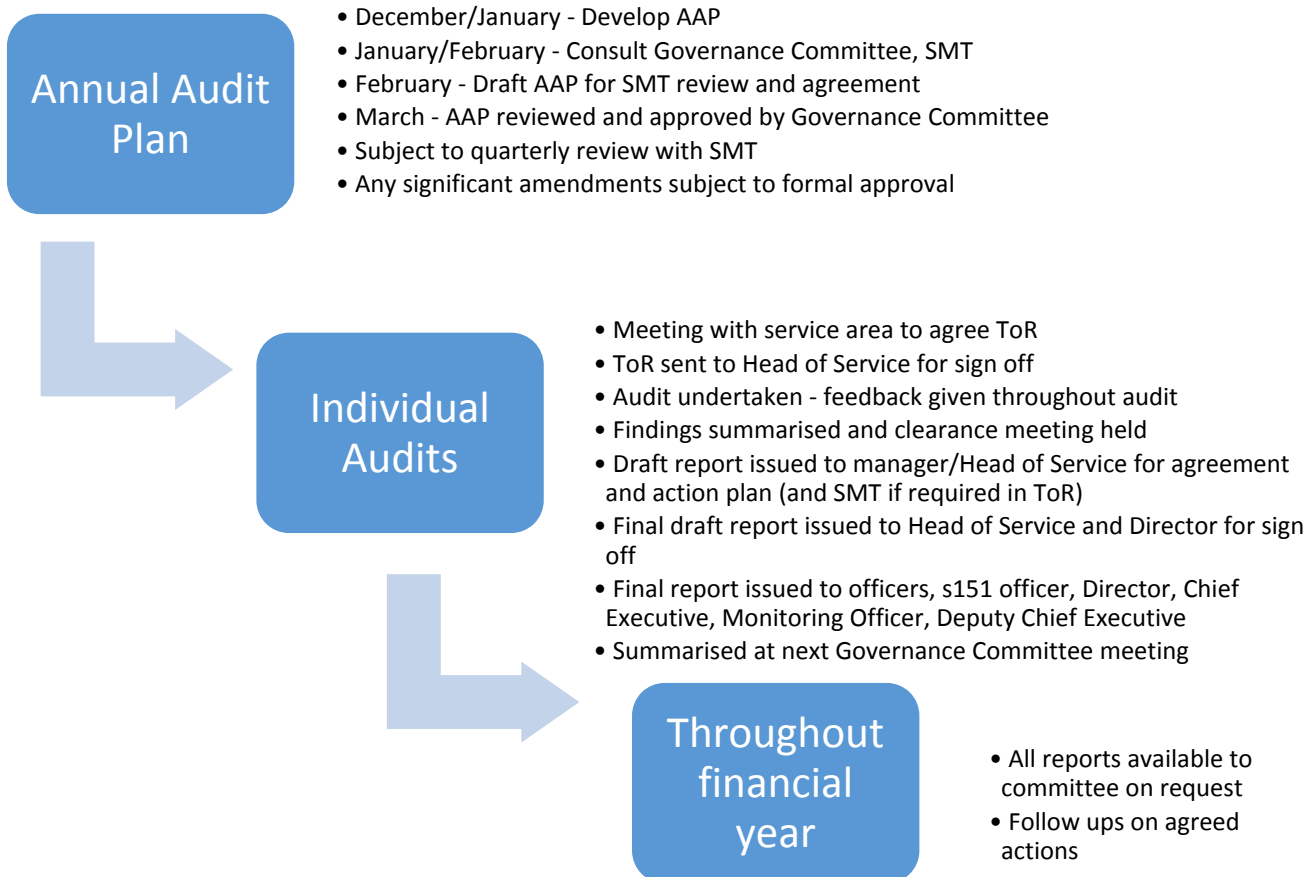 Annual Audit
Plan
• December/January - Develop AAP
• January/February - Consult Governance Committee, SMT
• February - Draft AAP for SMT review and agreement
• March - AAP reviewed and approved by Governance Committee
• Subject to quarterly review with SMT
• Any significant amendments subject to formal approval
Individual
Audits
• Meeting with service area to agree ToR
• ToR sent to Head of Service for sign off
• Audit undertaken - feedback given throughout audit
• Findings summarised and clearance meeting held
• Draft report issued to manager/Head of Service for agreement
and action plan (and SMT if required in ToR)
• Final draft report issued to Head of Service and Director for sign
off
• Final report issued to officers, s151 officer, Director, Chief
Executive, Monitoring Officer, Deputy Chief Executive
• Summarised at next Governance Committee meeting
Throughout
financial
year
• All reports available to
committee on request
• Follow ups on agreed
actions